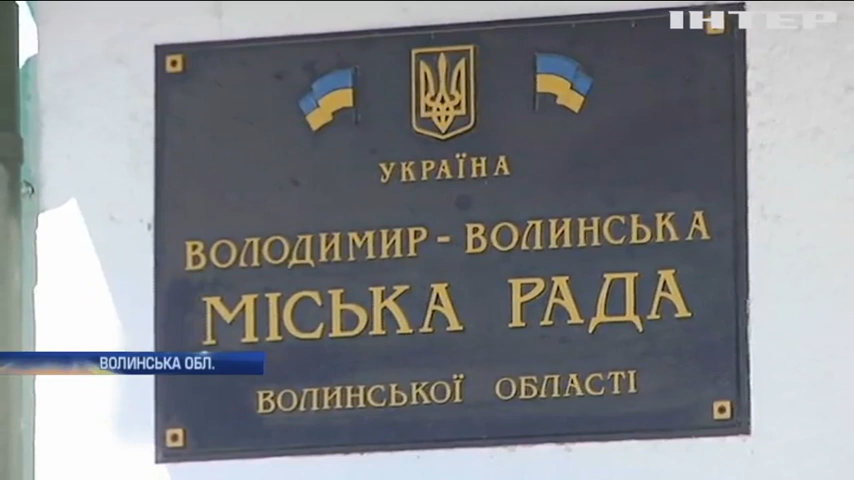 ІНТЕР
УКРАЇНА
ВОЛОДИМИР - ВОЛИНСЬКА
МІСЬКА РАДА
ВОЛИНСЬКА ОБЛ.
ВОЛИНСЬКОЇ ОБЛАСТІ